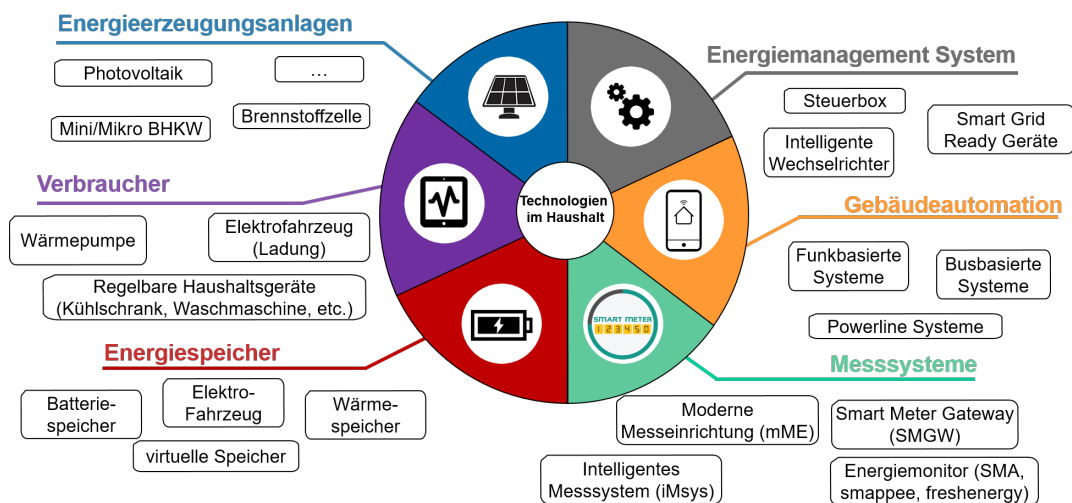 Energieerzeugungsanlagen
Photovoltaik
…
Mini/Mikro BHKW
Brennstoffzelle
Energiemanagement System
Steuerbox
Smart Grid
Ready Geräte
Intelligente
Wechselrichter
Verbraucher
Wärmepumpe
Elektrofahrzeug
(Ladung)
Regelbare Haushaltsgeräte
(Kühlschrank, Waschmaschine, etc.)
Technologien
im Haushalt
Gebäudeautomation
Funkbasierte
Systeme
Busbasierte
Systeme
Powerline Systeme
Energiespeicher
Batterie-
speicher
Elektro-
Fahrzeug
Wärme-
speicher
virtuelle Speicher
SMART METER
123450
Messsysteme
Moderne
Messeinrichtung (mME)
Smart Meter Gateway
(SMGW)
Intelligentes
Messsystem (iMsys)
Energiemonitor (SMA,
smappee, freshenergy)